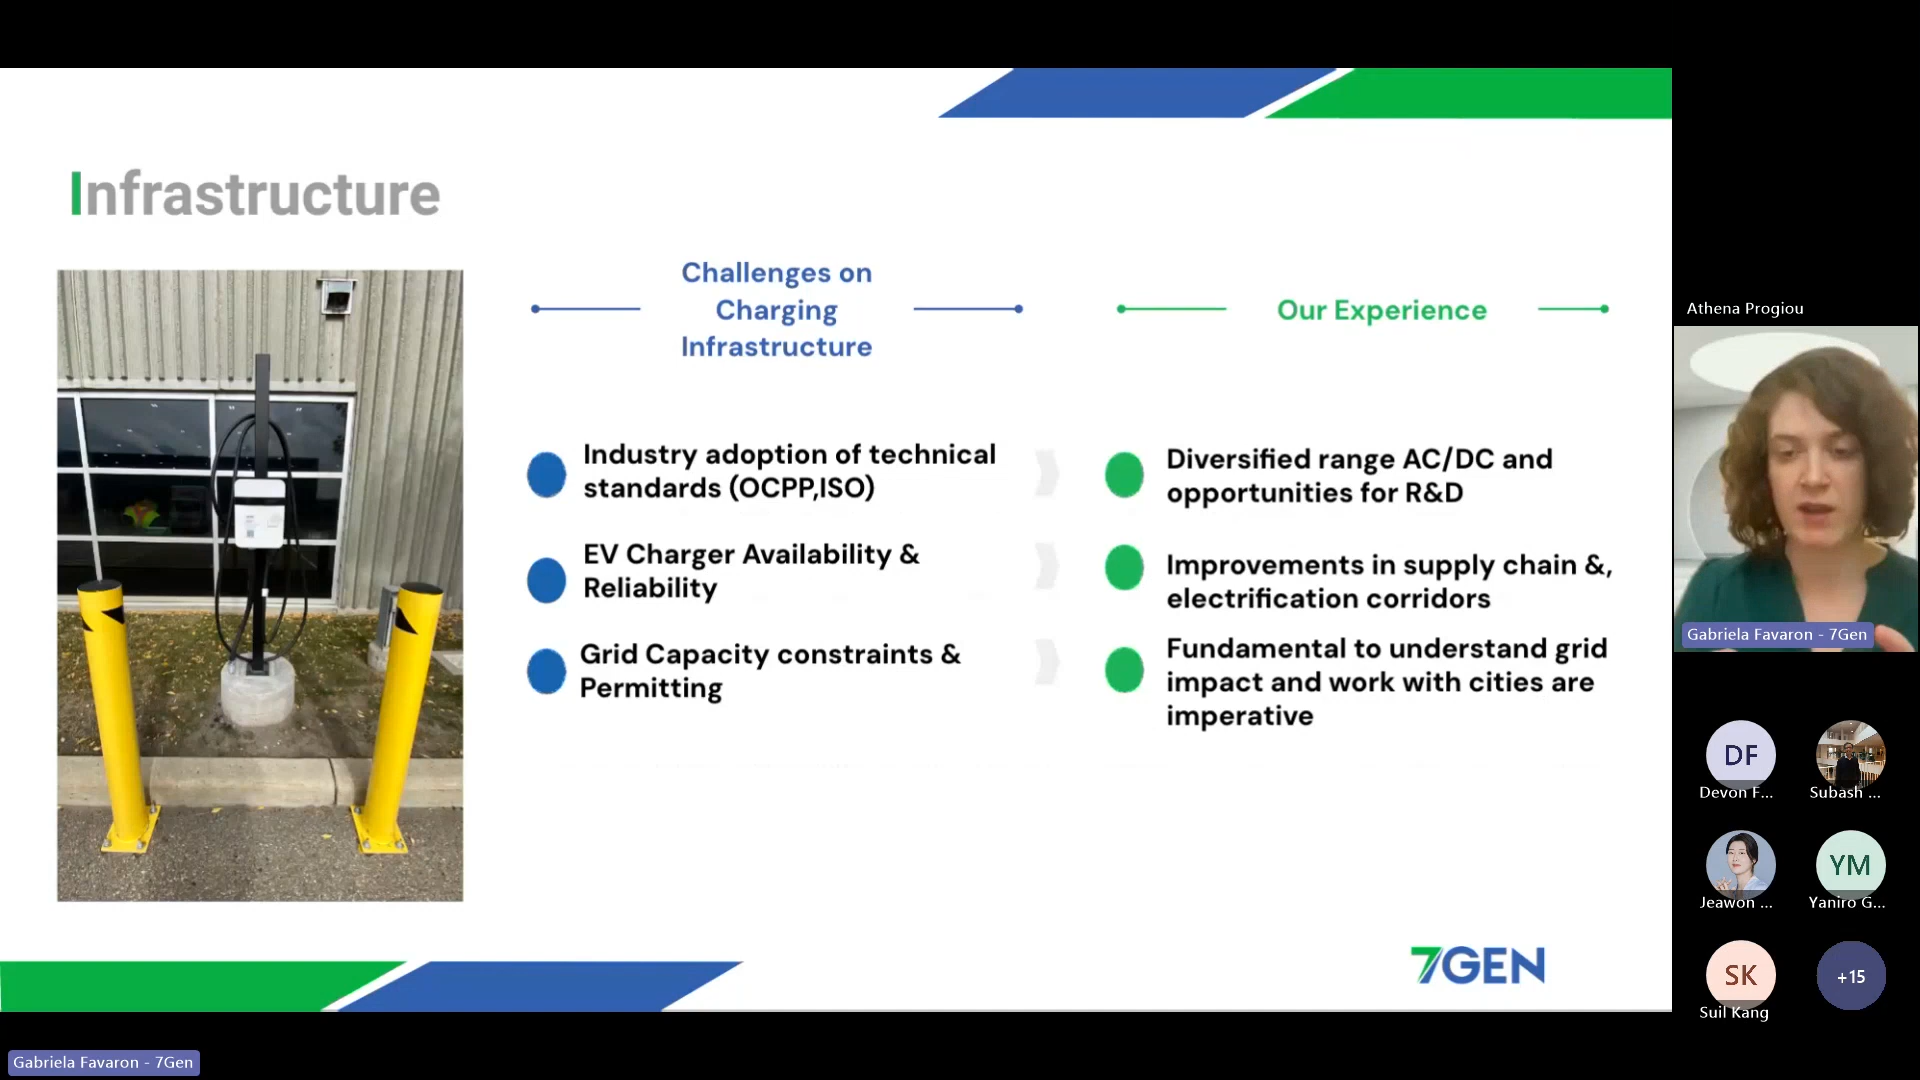 Infrastructure
Challenges on
Charging
Infrastructure
Industry adoption of technical
standards (OCPP,ISO)
EV Charger Availability &
Reliability
Grid Capacity constraints &
Permitting
Our Experience
Diversified range AC/DC and
opportunities for R&D
Improvements in supply chain &,
electrification corridors
Fundamental to understand grid
impact and work with cities are
imperative
7GEN
Athena Progiou
Gabriela Favaron - 7Gen
DF
Devon F...
Subash ...
Jeawon ...
YM
Yaniro G...
SK
Suil Kang
+15
Gabriela Favaron - 7Gen